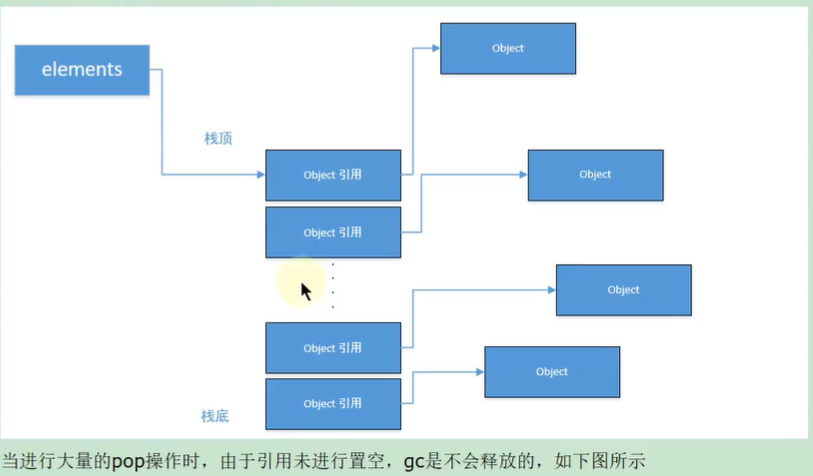 Object
elements
栈顶
Object 引用
Object
Object 引用
Object
Object 引用
Object
Object 引用
栈底
当进行大量的pop操作时，由于引用未进行置空，gc是不会释放的，如下图所示